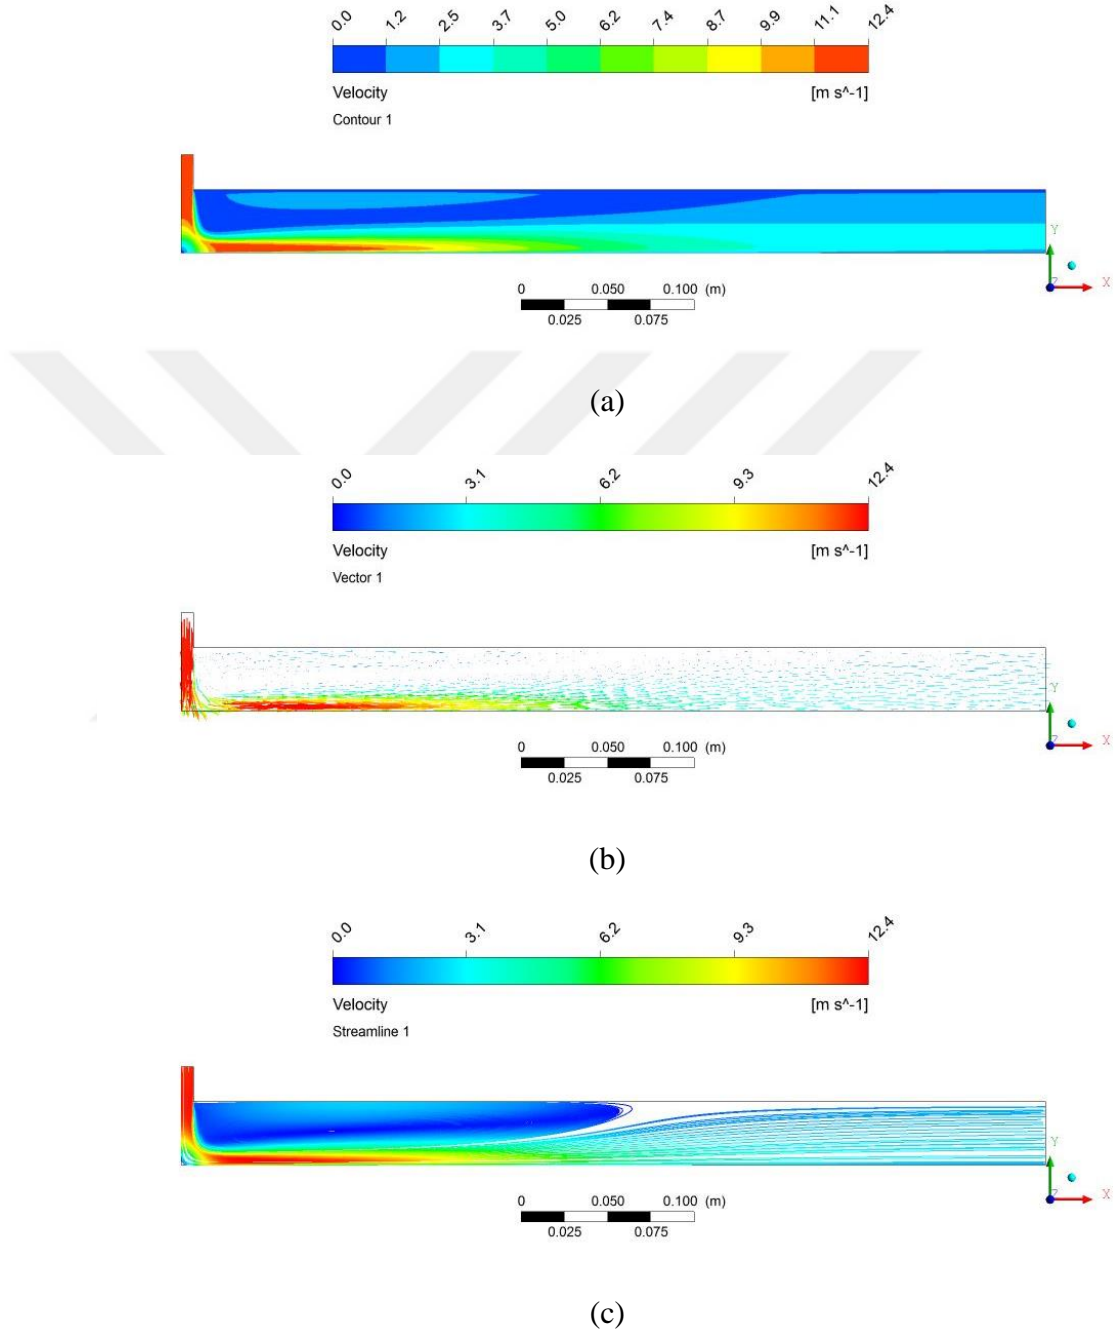 0.0 1.2 2.5 3.7 5.0 6.2 7.4 8.7 9.9 11.1 12.4
Velocity [m s^-1]
Contour 1
Y
Z X
0 0.050 0.100 (m)
0.025 0.075
(a)
0.0 3.1 6.2 9.3 12.4
Velocity [m s^-1]
Vector 1
Y
Z X
0 0.050 0.100 (m)
0.025 0.075
(b)
0.0 3.1 6.2 9.3 12.4
Velocity [m s^-1]
Streamline 1
Y
Z X
0 0.050 0.100 (m)
0.025 0.075
(c)